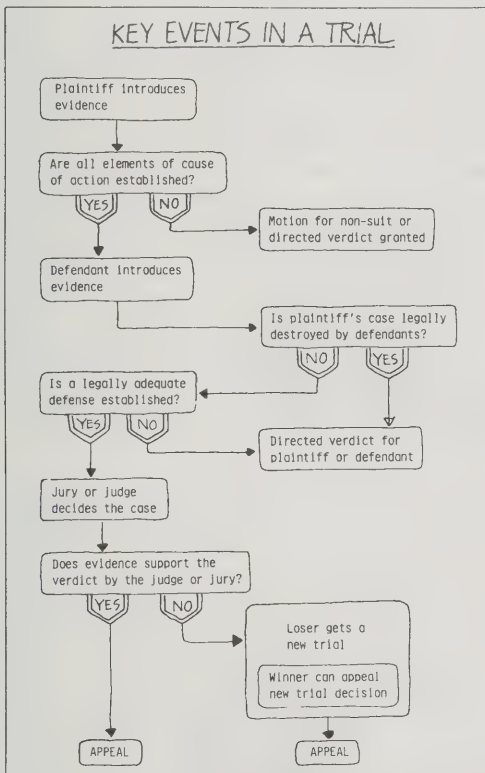 KEY EVENTS IN A TRIAL
Plaintiff introduces
evidence
Are all elements of cause
of action established?
YES
NO
Motion for non-suit or
directed verdict granted
Defendant introduces
evidence
Is plaintiff's case legally
destroyed by defendants?
NO
YES
Is a legally adequate
defense established?
YES
NO
Directed verdict for
plaintiff or defendant
Jury or judge
decides the case
Does evidence support the
verdict by the judge or jury?
YES
NO
Loser gets a
new trial
Winner can appeal
new trial decision
APPEAL
APPEAL